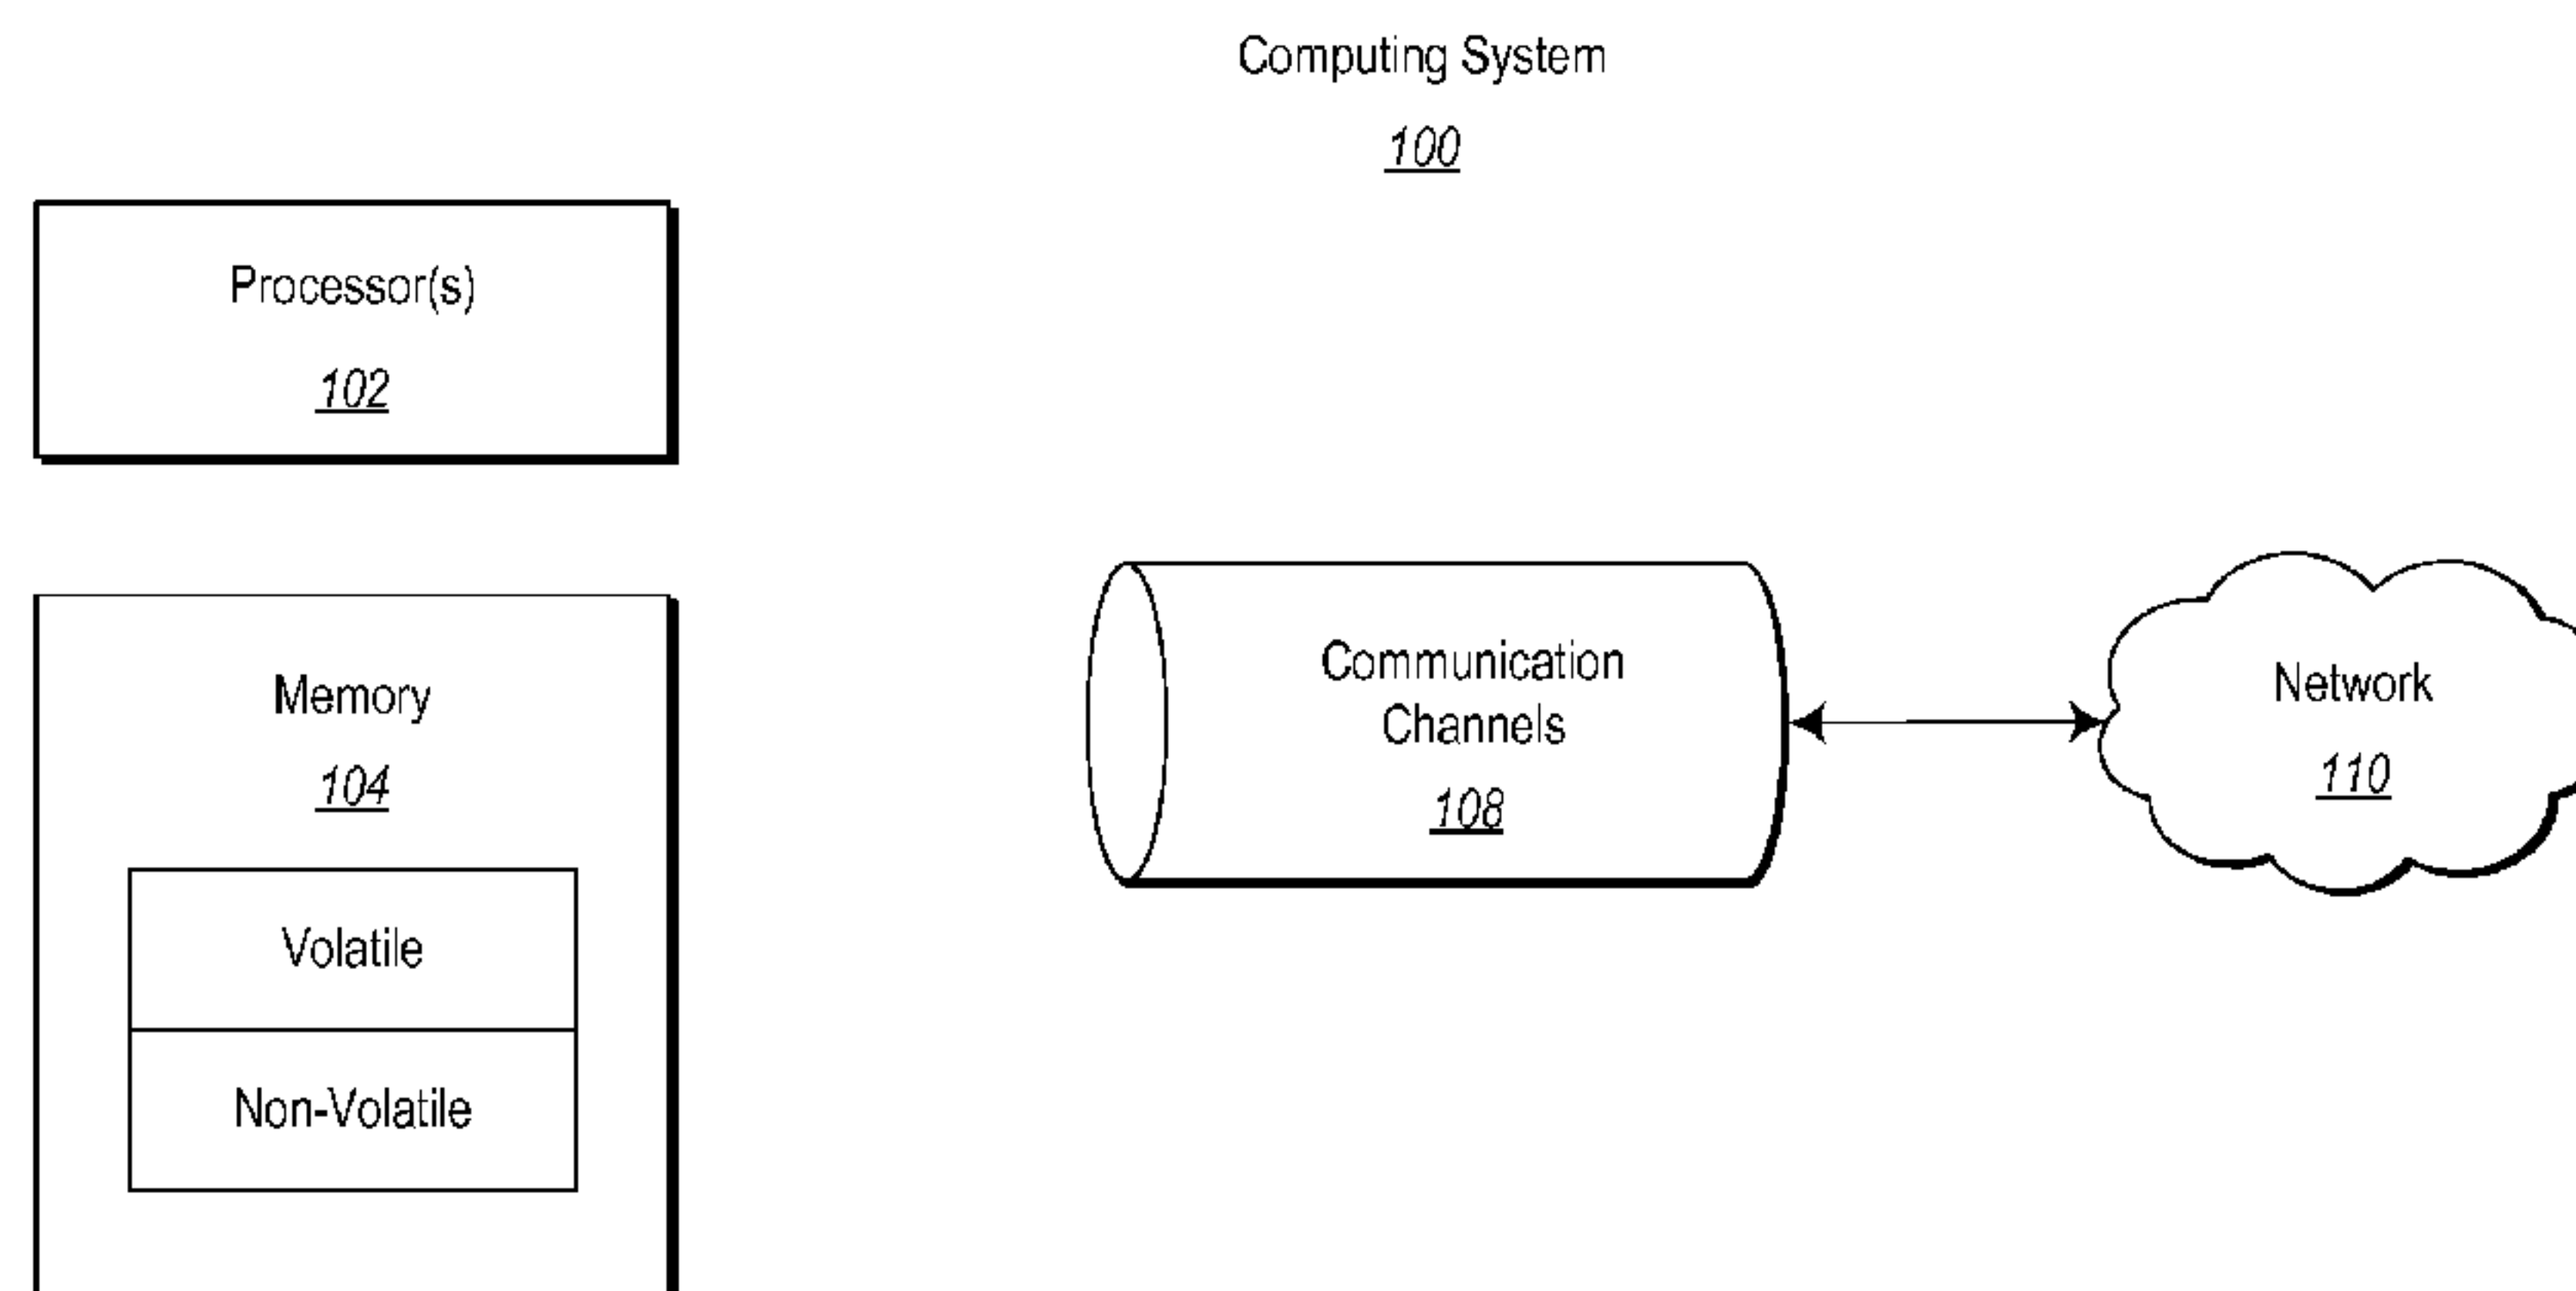 Computing System
100
Processor(s)
102
Memory
104
Volatile
Non-Volatile
Communication
Channels
108
Network
110